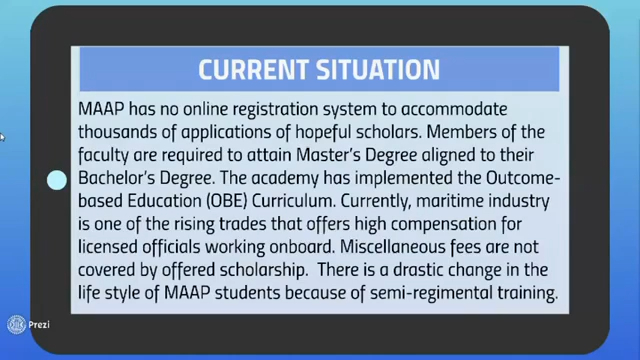 CURRENT SITUATION
MAAP has no online registration system to accommodate
thousands of applications of hopeful scholars. Members of the
faculty are required to attain Master's Degree aligned to their
Bachelor's Degree. The academy has implemented the Outcome-
based Education (OBE) Curriculum. Currently, maritime industry
is one of the rising trades that offers high compensation for
licensed officials working onboard. Miscellaneous fees are not
covered by offered scholarship.  There is a drastic change in the
life style of MAAP students because of semi-regimental training.
Prezi